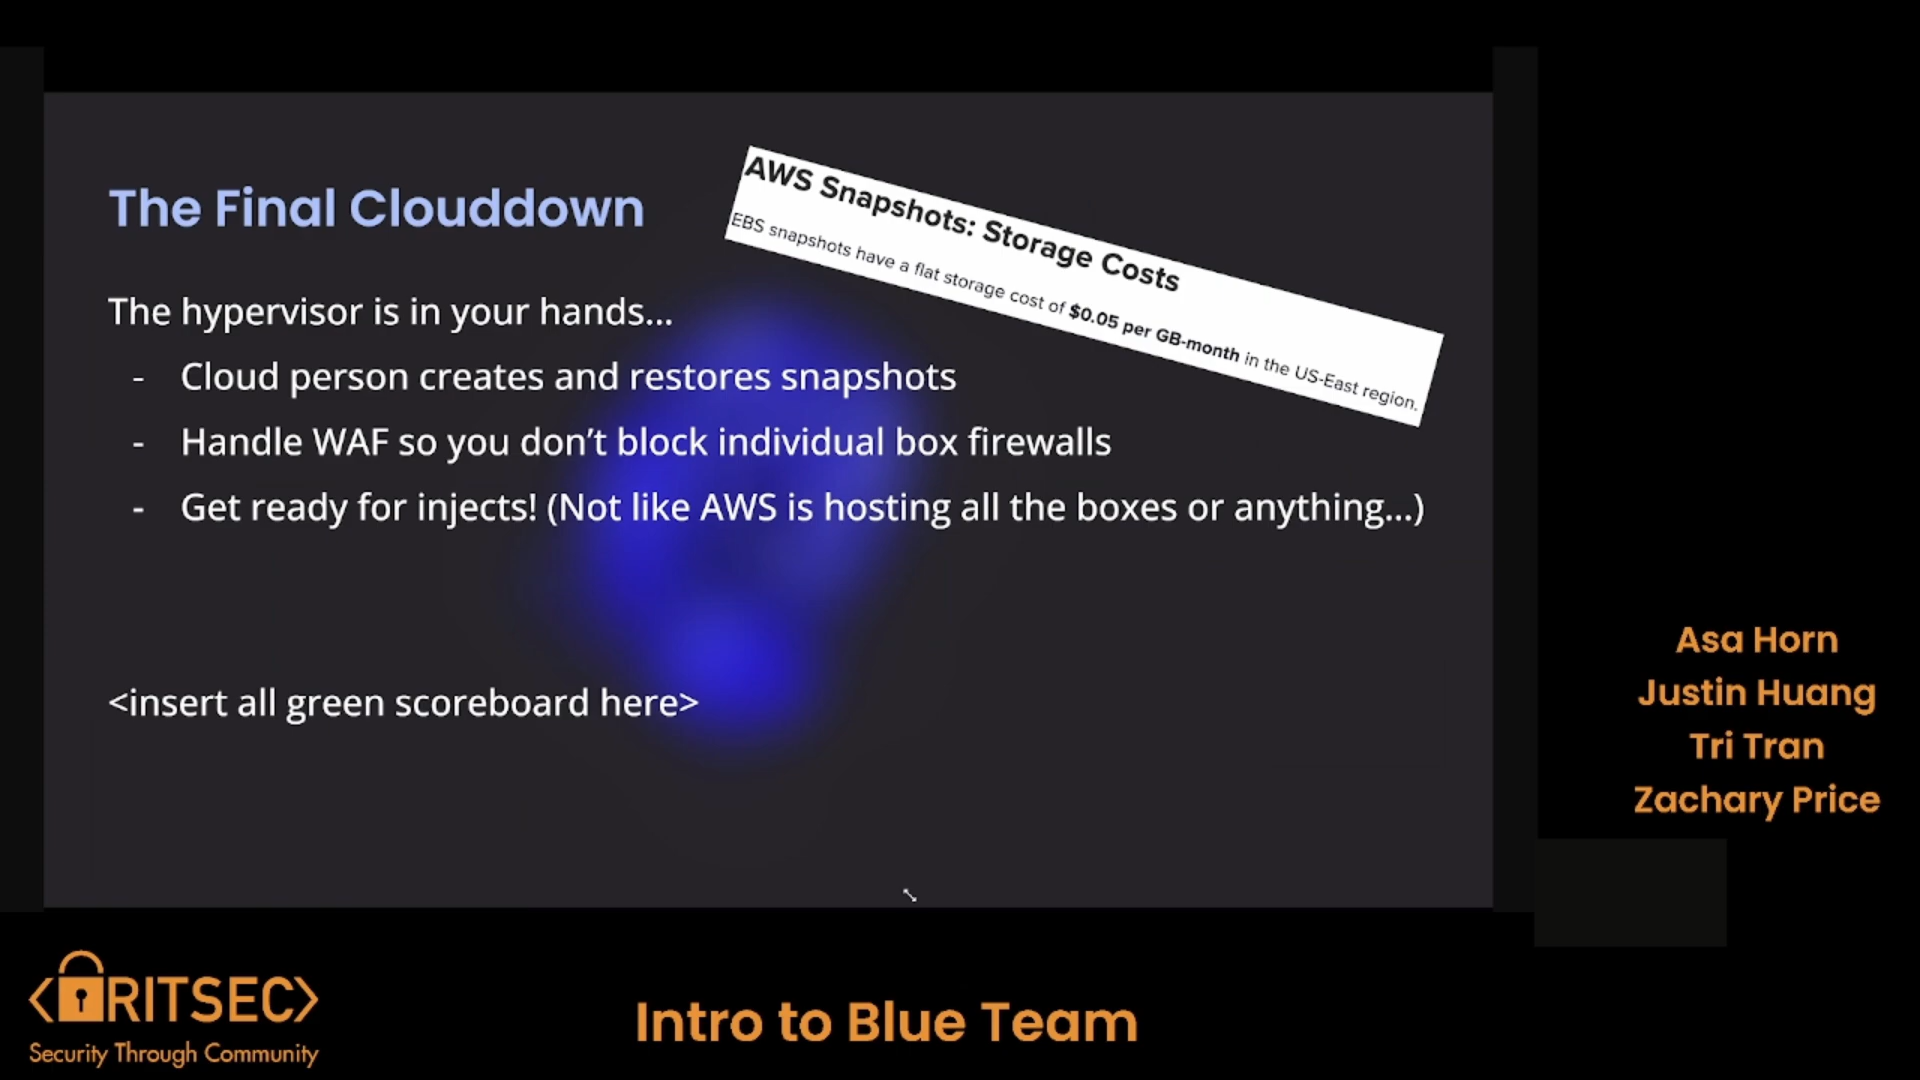 The Final Clouddown
AWS Snapshots: Storage Costs
EBS snapshots have a flat storage cost of $0.05 per GB-month in the US-East region.
The hypervisor is in your hands...
- Cloud person creates and restores snapshots
- Handle WAF so you don’t block individual box firewalls
- Get ready for injects! (Not like AWS is hosting all the boxes or anything...)
<insert all green scoreboard here>
Asa Horn
Justin Huang
Tri Tran
Zachary Price
<RITSEC>
Security Through Community
Intro to Blue Team